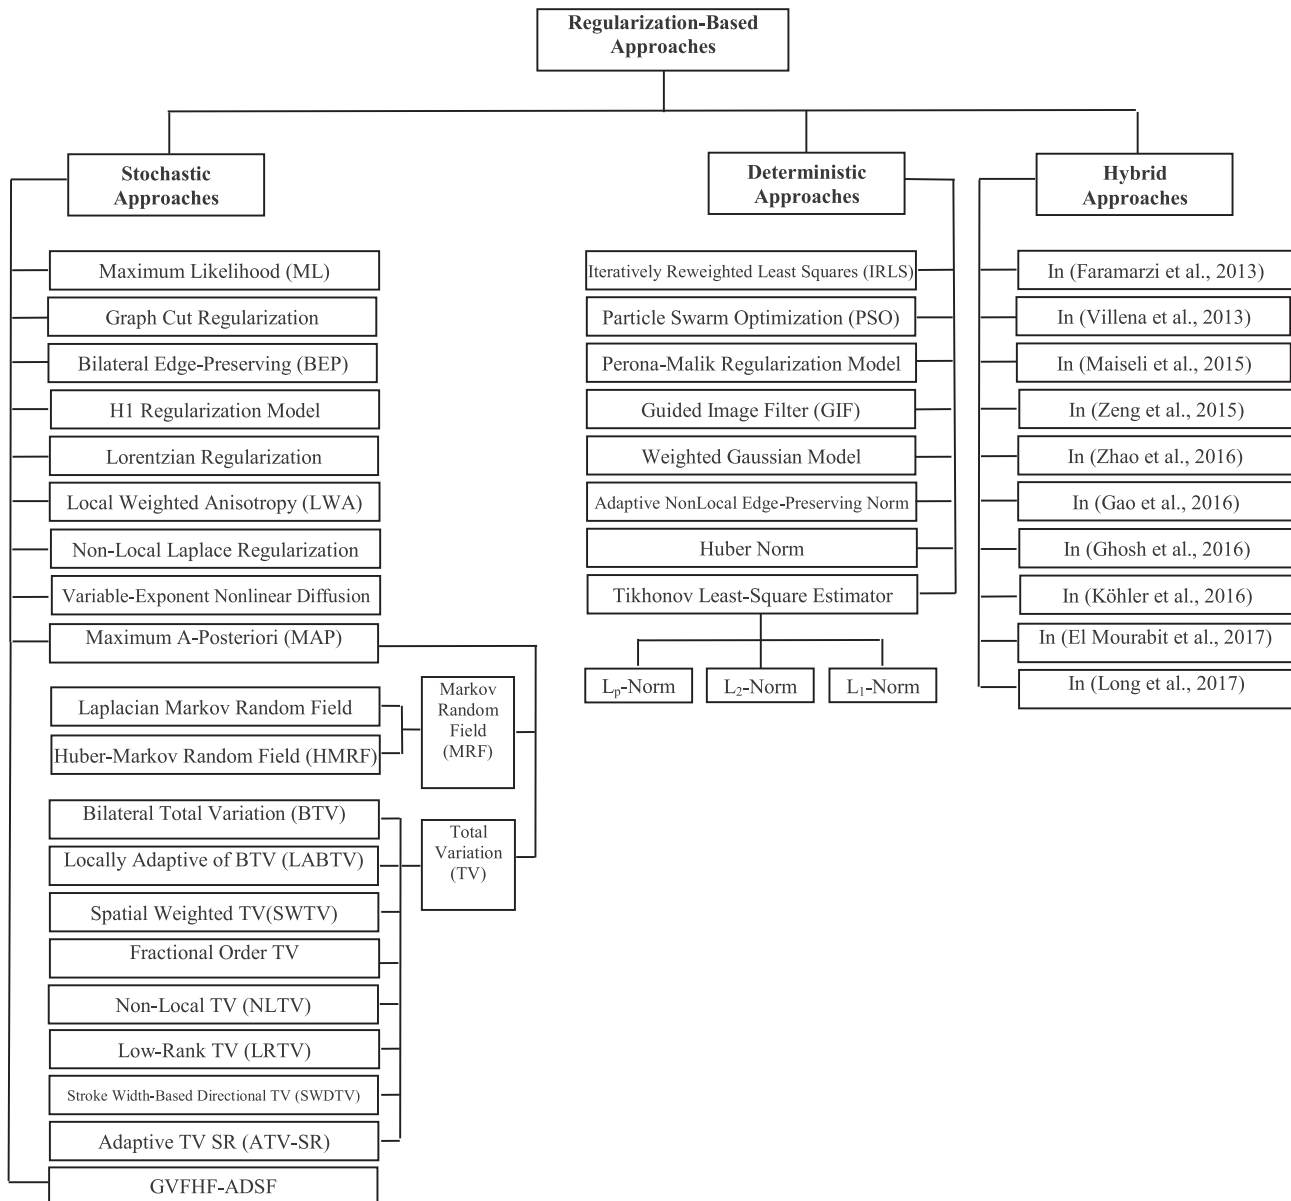 Regularization-Based
Approaches
Stochastic
Approaches
Maximum Likelihood (ML)
Graph Cut Regularization
Bilateral Edge-Preserving (BEP)
H1 Regularization Model
Lorentzian Regularization
Local Weighted Anisotropy (LWA)
Non-Local Laplace Regularization
Variable-Exponent Nonlinear Diffusion
Maximum A-Posteriori (MAP)
Markov
Random
Field
(MRF)
Laplacian Markov Random Field
Huber-Markov Random Field (HMRF)
Total
Variation
(TV)
Bilateral Total Variation (BTV)
Locally Adaptive of BTV (LABTV)
Spatial Weighted TV(SWTV)
Fractional Order TV
Non-Local TV (NLTV)
Low-Rank TV (LRTV)
Stroke Width-Based Directional TV (SWDTV)
Adaptive TV SR (ATV-SR)
GVFHF-ADSF
Deterministic
Approaches
Iteratively Reweighted Least Squares (IRLS)
Particle Swarm Optimization (PSO)
Perona-Malik Regularization Model
Guided Image Filter (GIF)
Weighted Gaussian Model
Adaptive NonLocal Edge-Preserving Norm
Huber Norm
Tikhonov Least-Square Estimator
Lp-Norm
L2-Norm
L1-Norm
Hybrid
Approaches
In (Faramarzi et al., 2013)
In (Villena et al., 2013)
In (Maiseli et al., 2015)
In (Zeng et al., 2015)
In (Zhao et al., 2016)
In (Gao et al., 2016)
In (Ghosh et al., 2016)
In (Köhler et al., 2016)
In (El Mourabit et al., 2017)
In (Long et al., 2017)